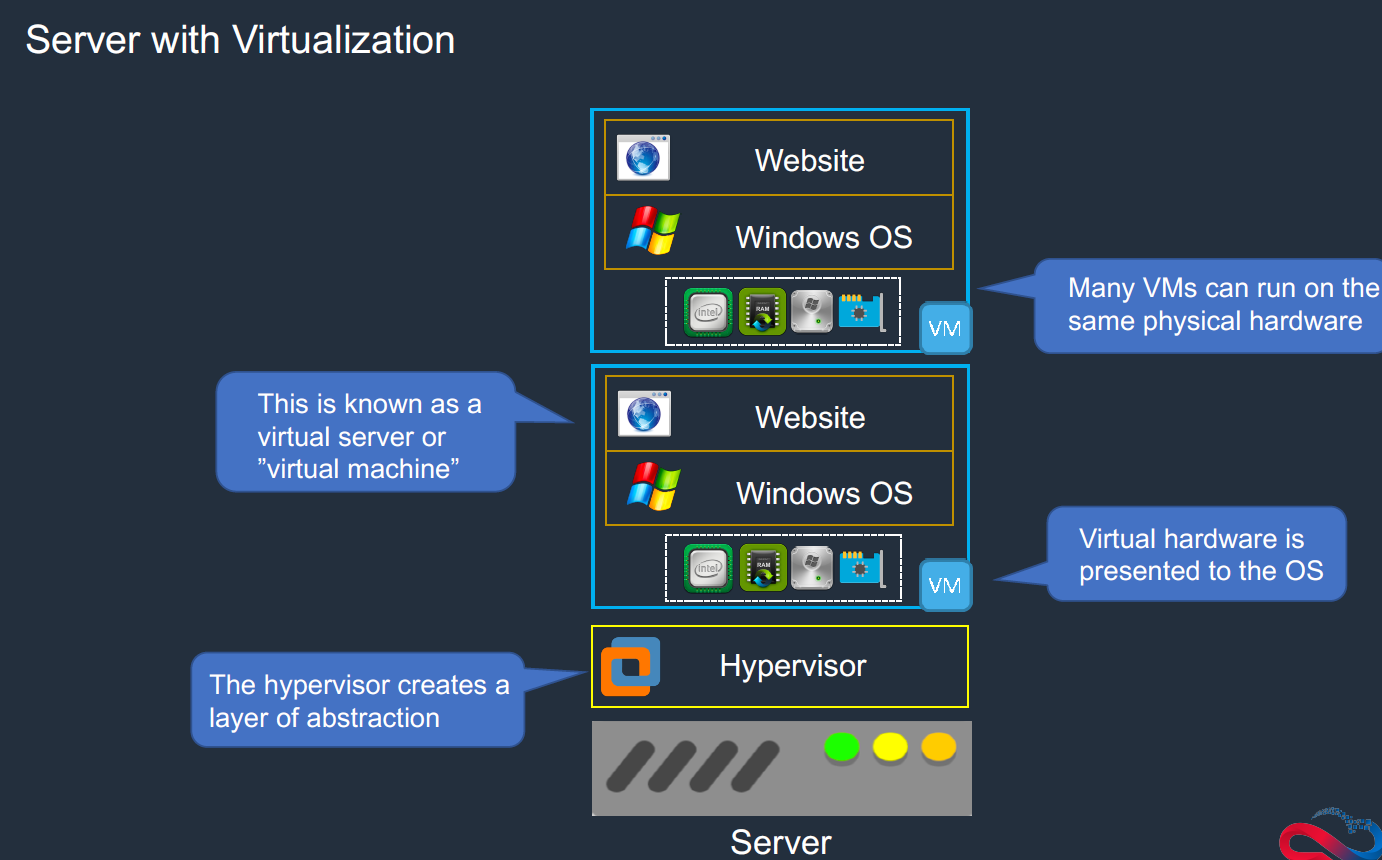 Server with Virtualization
Website
Windows OS
intel
RAM
VM
Many VMs can run on the
same physical hardware
This is known as a
virtual server or
”virtual machine”
Website
Windows OS
intel
RAM
VM
Virtual hardware is
presented to the OS
The hypervisor creates a
layer of abstraction
Hypervisor
Server